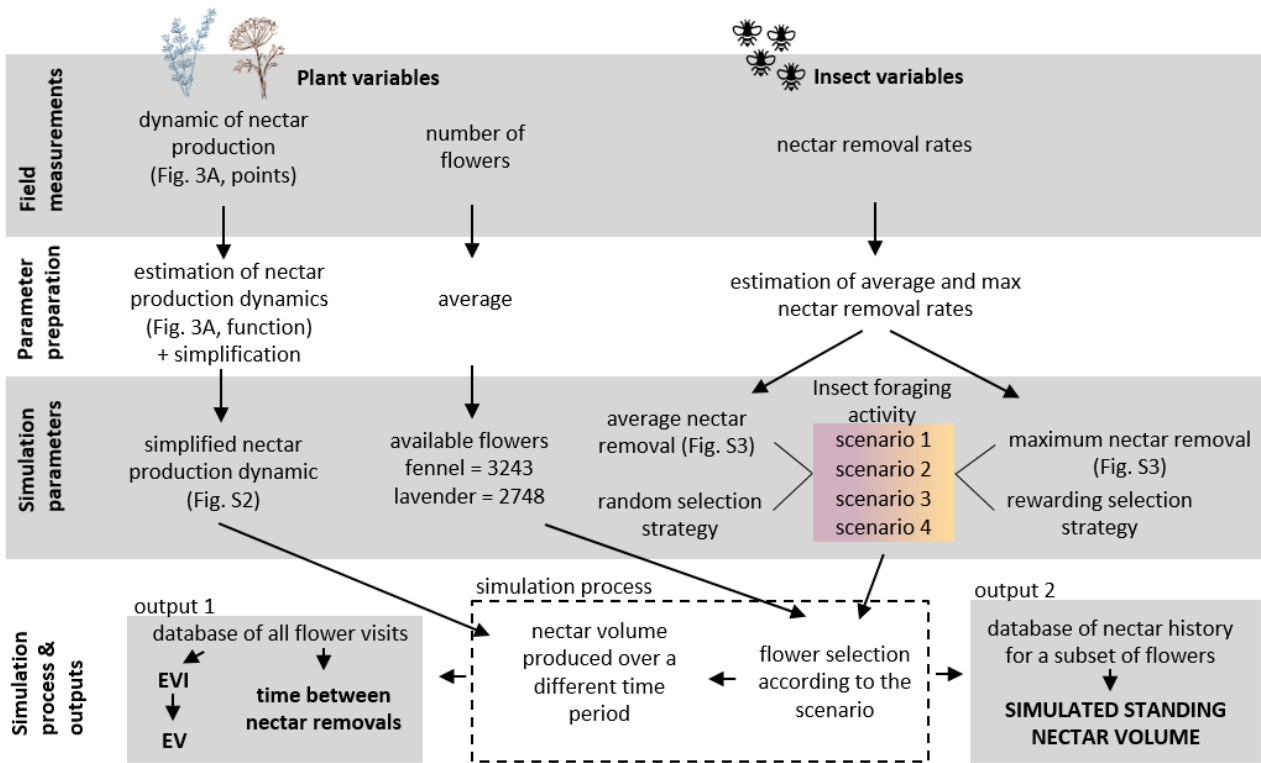 Plant variables
Insect variables
Field
measurements
dynamic of nectar
production
(Fig. 3A, points)
number of
flowers
nectar removal rates
Parameter
preparation
estimation of nectar
production dynamics
(Fig. 3A, function)
+ simplification
average
estimation of average and max
nectar removal rates
Simulation
parameters
simplified nectar
production dynamic
(Fig. S2)
available flowers
fennel = 3243
lavender = 2748
average nectar
removal (Fig. S3)
random selection
strategy
Insect foraging
activity
scenario 1
scenario 2
scenario 3
scenario 4
maximum nectar removal
(Fig. S3)
rewarding selection
strategy
Simulation
process &
outputs
output 1
database of all flower visits
EVI
EV
time between
nectar removals
simulation process
nectar volume
produced over a
different time
period
flower selection
according to the
scenario
output 2
database of nectar history
for a subset of flowers
SIMULATED STANDING
NECTAR VOLUME